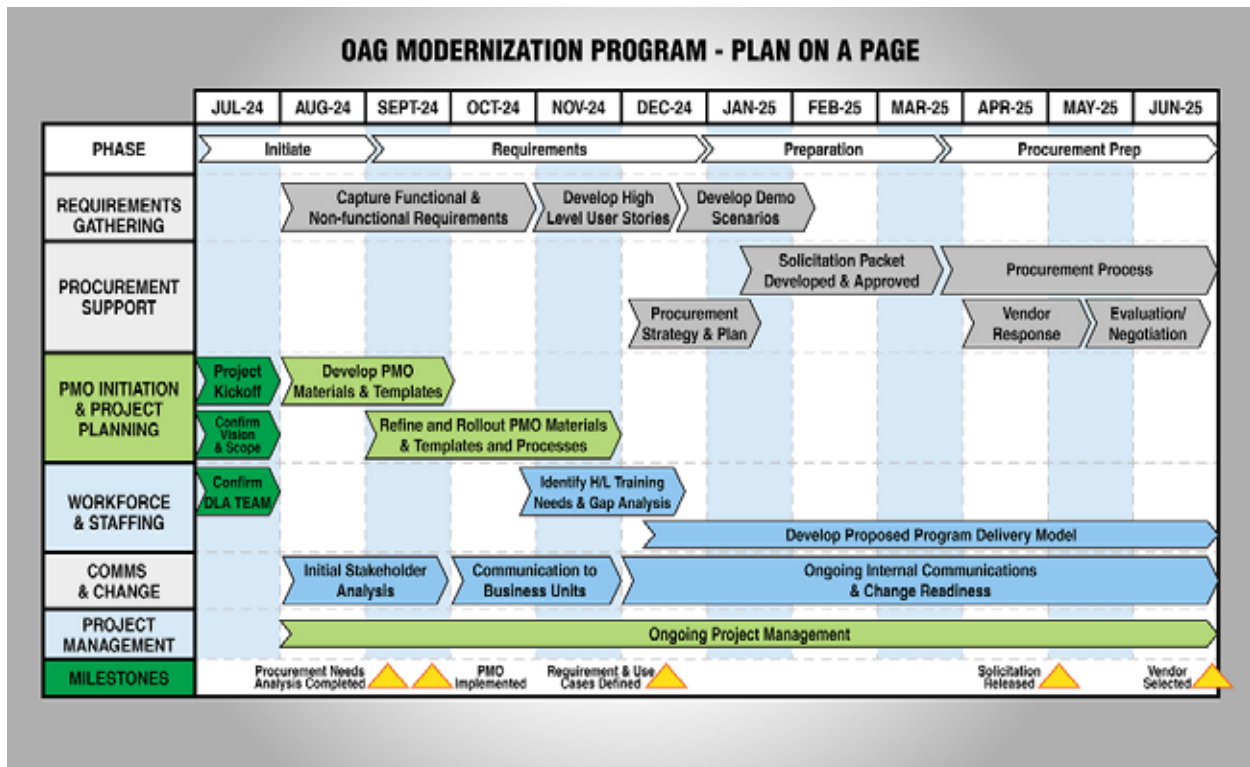 OAG MODERNIZATION PROGRAM - PLAN ON A PAGE
JUL-24 AUG-24 SEPT-24 OCT-24 NOV-24 DEC-24 JAN-25 FEB-25 MAR-25 APR-25 MAY-25 JUN-25
PHASE
Initiate
Requirements
Preparation
Procurement Prep
REQUIREMENTS
GATHERING
Capture Functional &
Non-functional Requirements
Develop High
Level User Stories
Develop Demo
Scenarios
PROCUREMENT
SUPPORT
Solicitation Packet
Developed & Approved
Procurement Process
Procurement
Strategy & Plan
Vendor
Response
Evaluation/
Negotiation
PMO INITIATION
& PROJECT
PLANNING
Project
Kickoff
Develop PMO
Materials & Templates
Confirm
Vision
& Scope
Refine and Rollout PMO Materials
& Templates and Processes
WORKFORCE
& STAFFING
Confirm
DLA TEAM
Identify H/L Training
Needs & Gap Analysis
Develop Proposed Program Delivery Model
COMMS
& CHANGE
Initial Stakeholder
Analysis
Communication to
Business Units
Ongoing Internal Communications
& Change Readiness
PROJECT
MANAGEMENT
Ongoing Project Management
MILESTONES
Procurement Needs
Analysis Completed
PMO
Implemented
Requirement & Use
Cases Defined
Solicitation
Released
Vendor
Selected